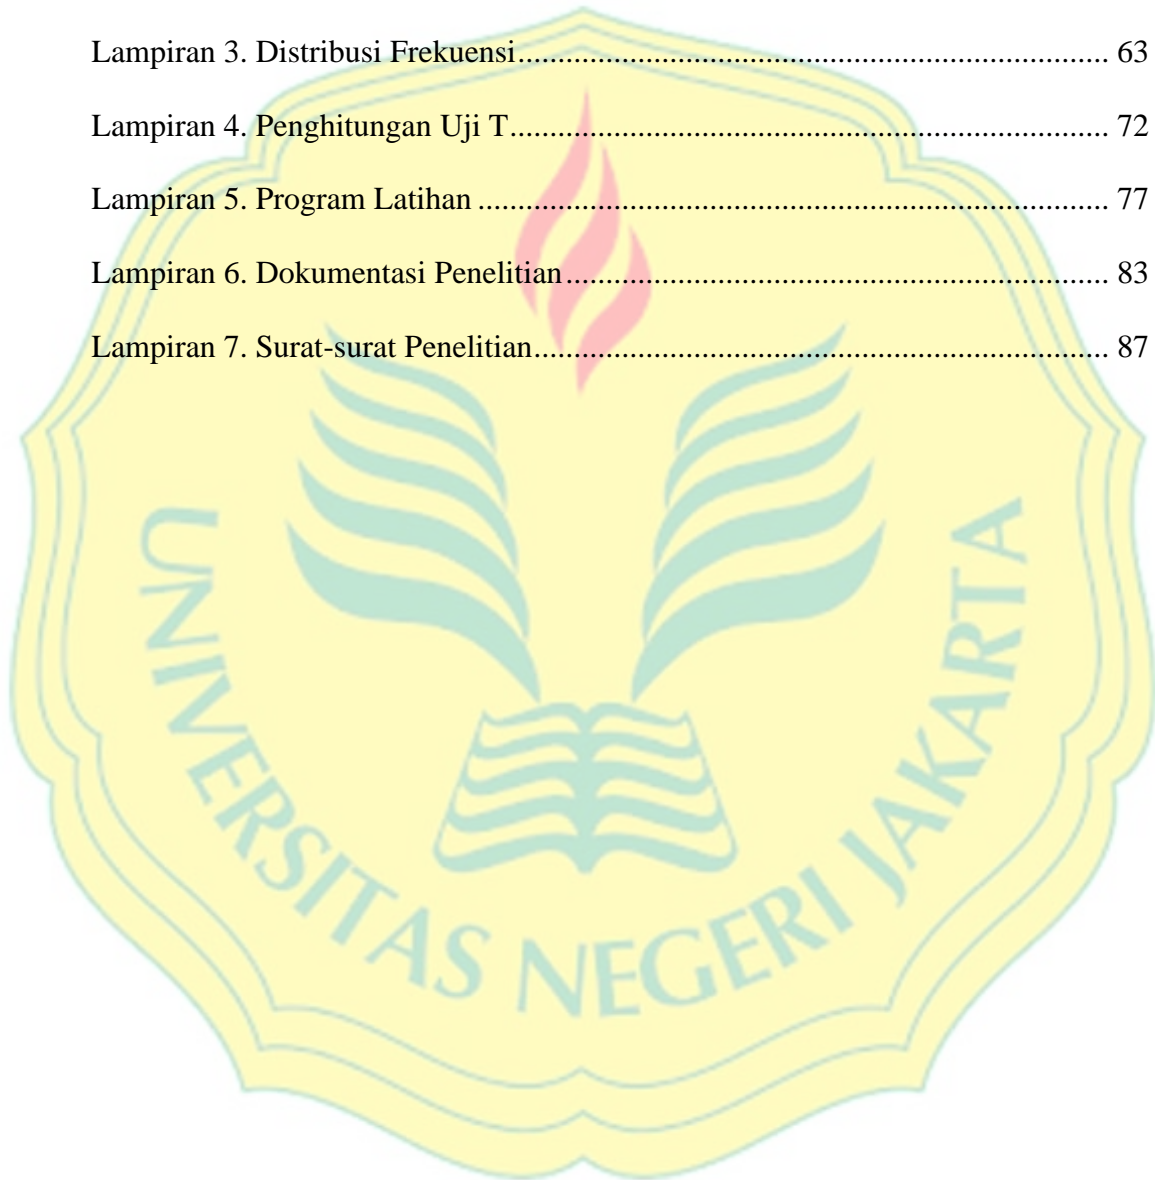 Lampiran 3. Distribusi Frekuensi.......................................................................... 63
Lampiran 4. Penghitungan Uji T........................................................................... 72
Lampiran 5. Program Latihan ............................................................................... 77
Lampiran 6. Dokumentasi Penelitian.................................................................... 83
Lampiran 7. Surat-surat Penelitian........................................................................ 87
UNIVERSITAS NEGERI JAKARTA